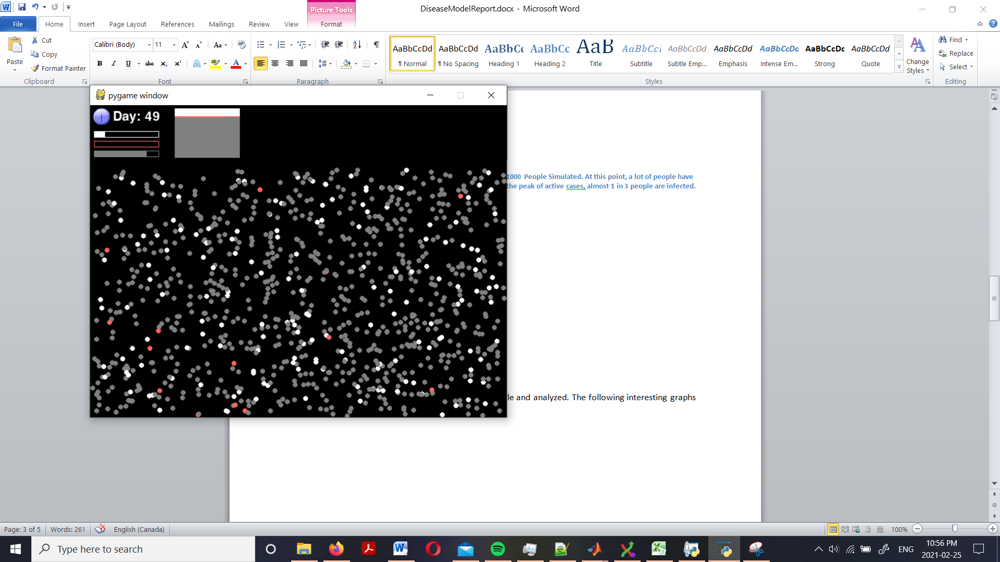 DiseaseModelReport.docx - Microsoft Word
Picture Tools
File Home Insert Page Layout References Mailings Review View Format
Paste
Cut
Copy
Format Painter
Clipboard
Calibri (Body) 11
Font
Paragraph
AaBbCcDd AaBbCcDd AaBbCc AaBbCc AaB AaBbCcI AaBbCcDd AaBbCcDd AaBbCcDd AaBbCcDc AaBbCcDd
¶ Normal ¶ No Spacing Heading 1 Heading 2 Title Subtitle Subtle Emp... Emphasis Intense Em... Strong Quote
Change Styles
Styles
Find
Replace
Select
Editing
pygame window
Day: 49
1000 People Simulated. At this point, a lot of people have
the peak of active cases, almost 1 in 3 people are infected.
le and analyzed. The following interesting graphs
Page: 3 of 5 Words: 261 English (Canada) 100%
Type here to search
ENG
10:56 PM
2021-02-25